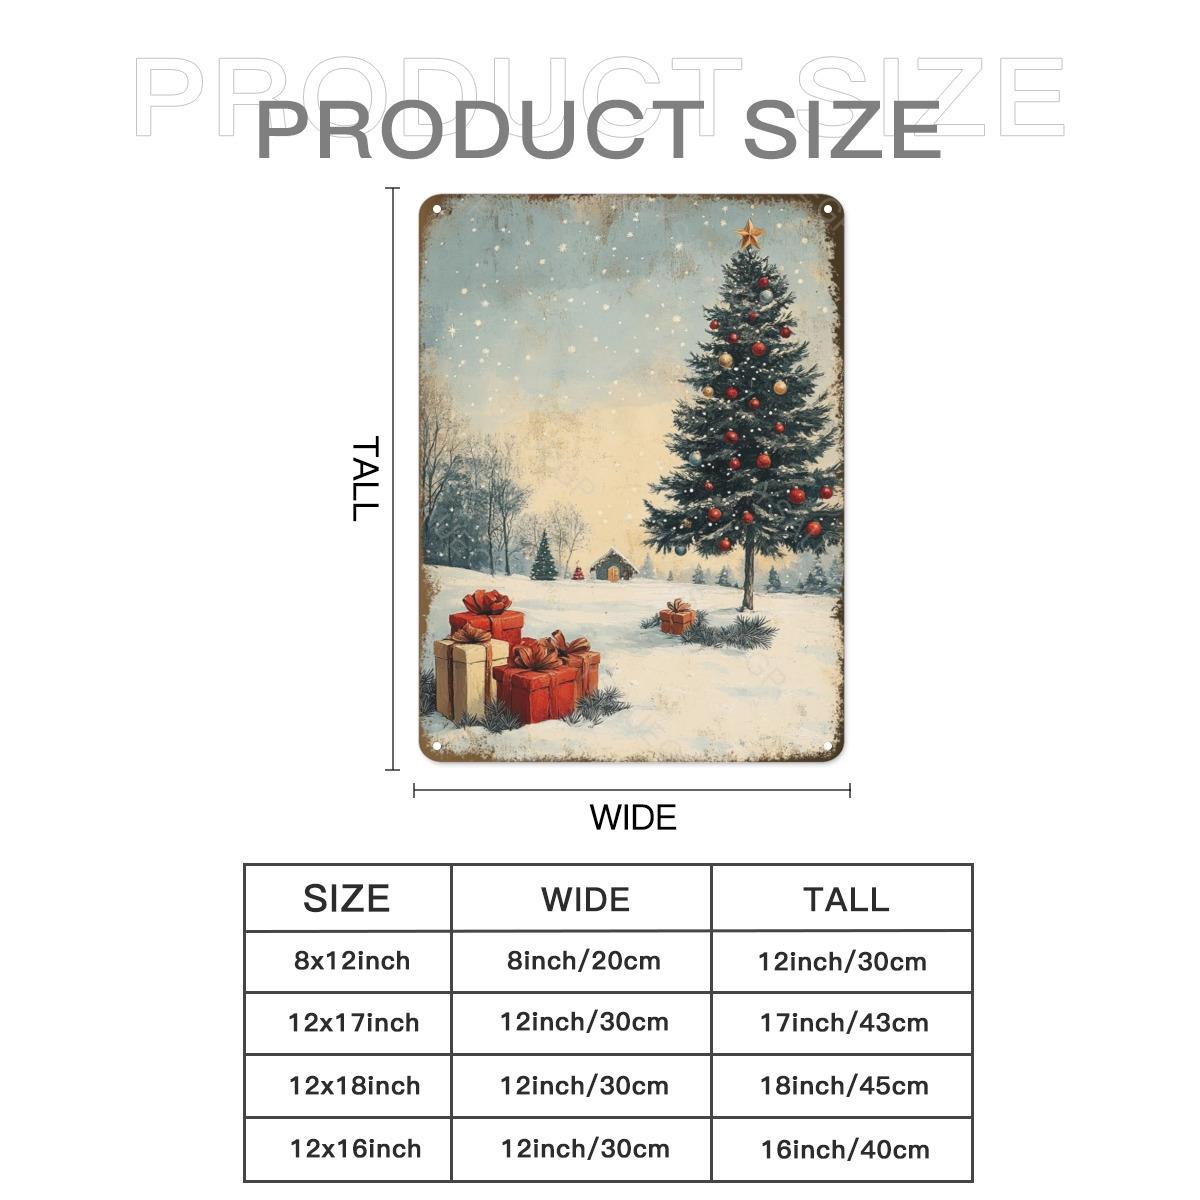 PRODUCT SIZE
PRODUCT SIZE
TALL
WIDE
SIZE WIDE TALL
8x12inch 8inch/20cm 12inch/30cm
12x17inch 12inch/30cm 17inch/43cm
12x18inch 12inch/30cm 18inch/45cm
12x16inch 12inch/30cm 16inch/40cm